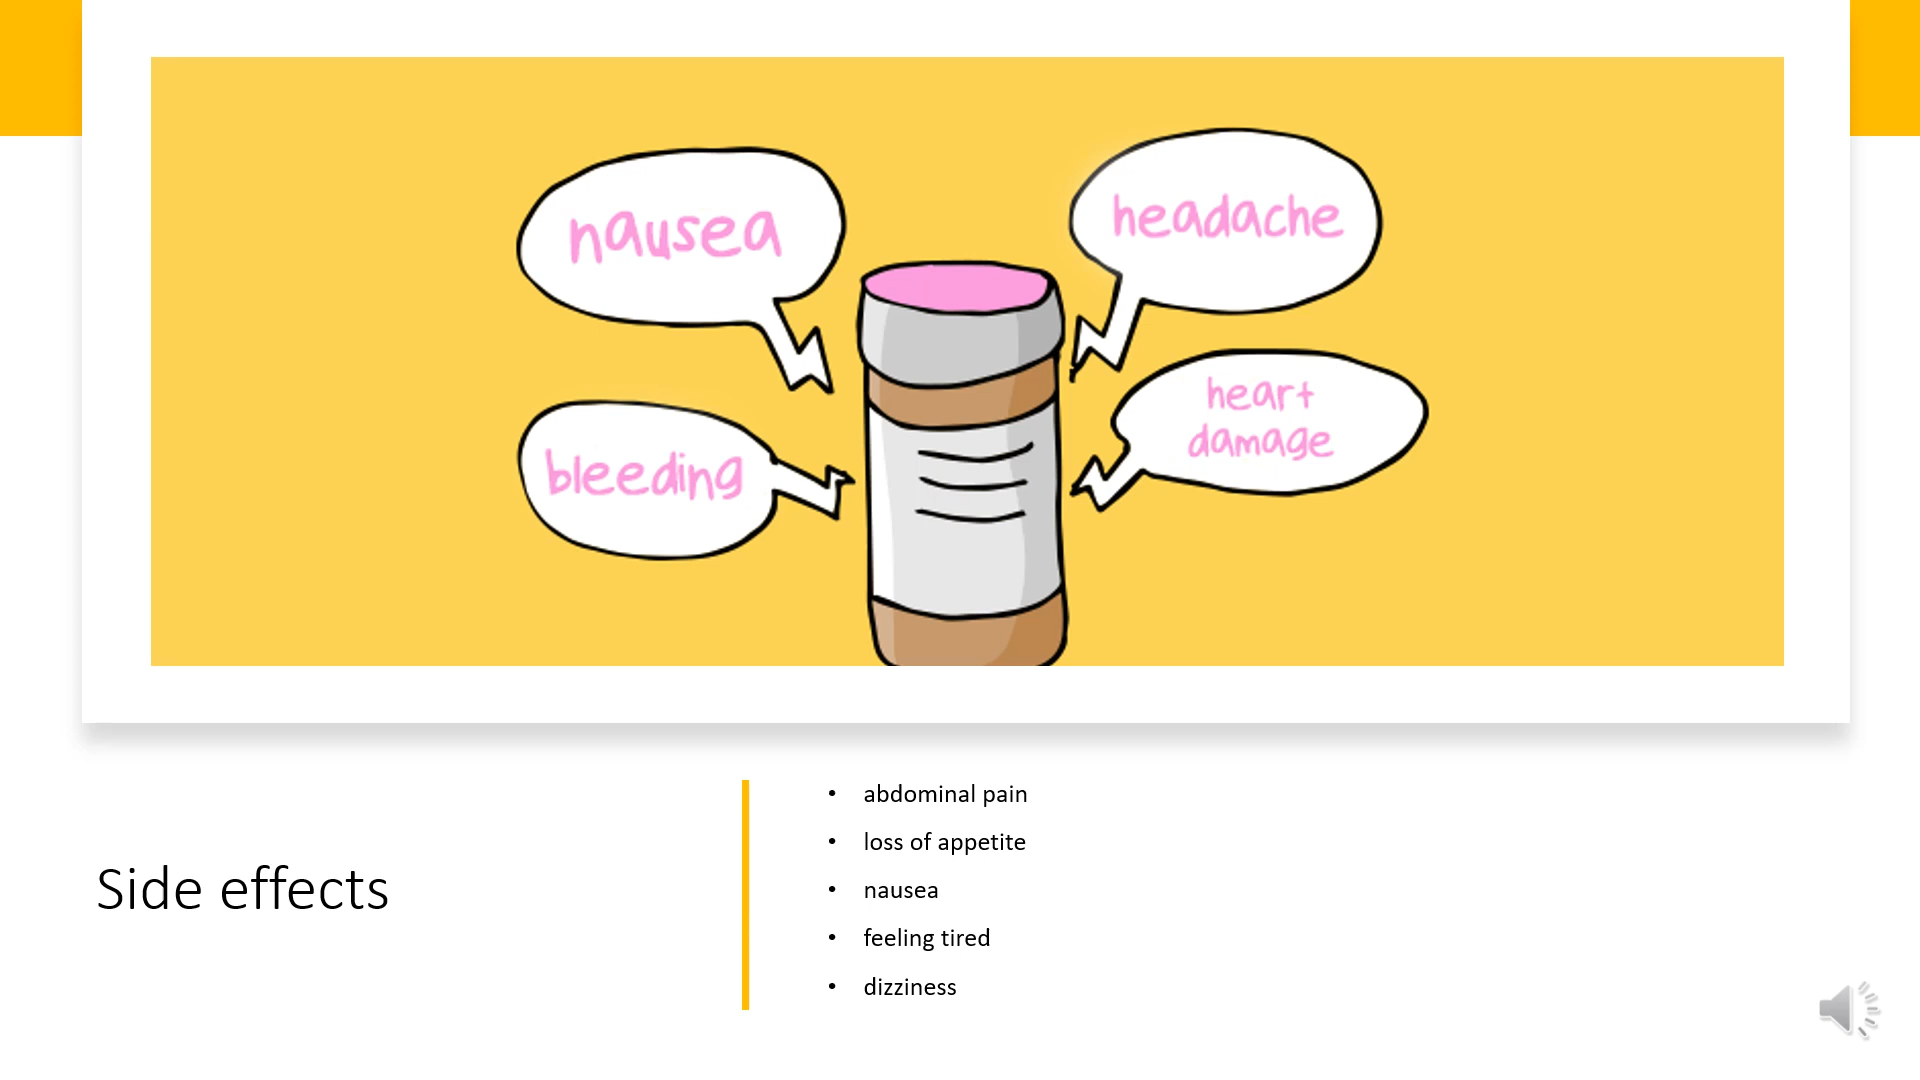 nausea
headache
bleeding
heart
damage
Side effects
• abdominal pain
• loss of appetite
• nausea
• feeling tired
• dizziness